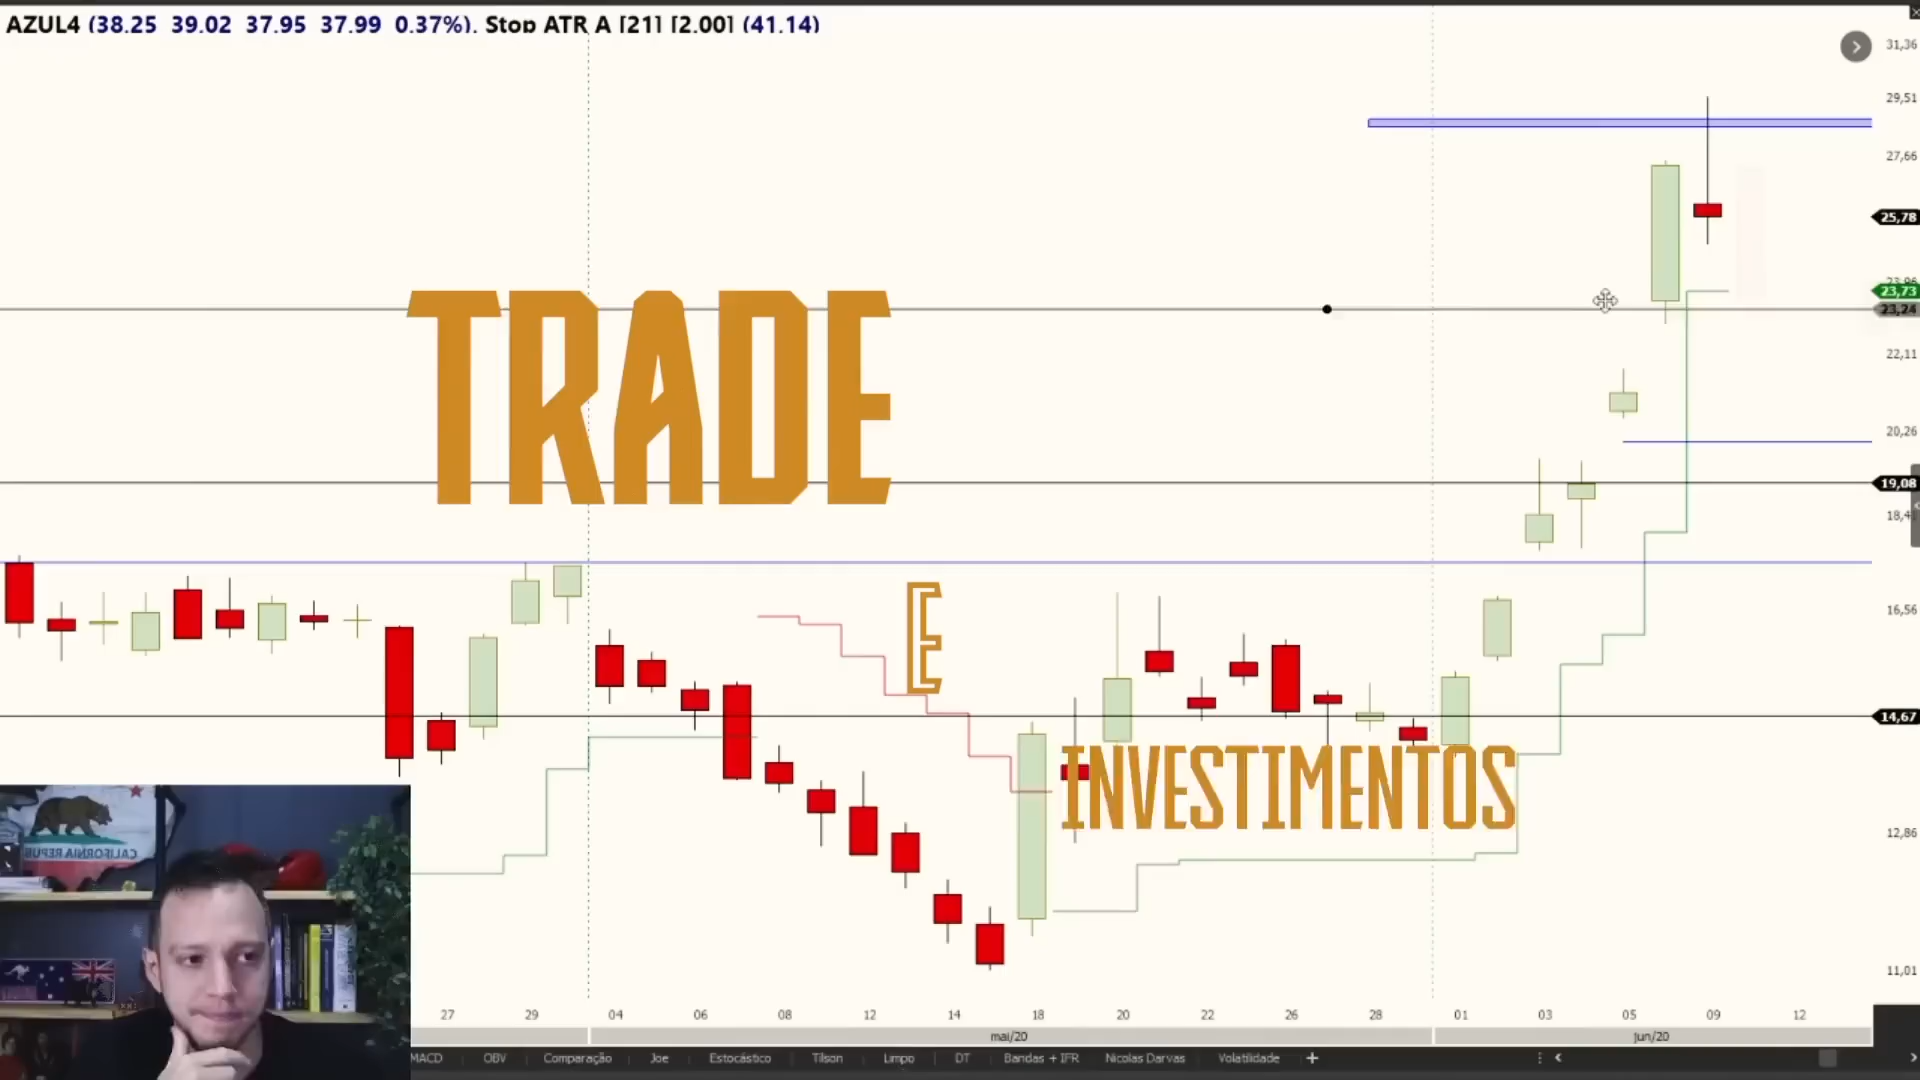 AZUL4 (38.25 39.02 37.95 37.99 0.37%). Stop ATR A [21] [2.00] (41.14)
31,36
29,51
27,66
25,78
23,73
23,24
22,11
20,26
19,08
18,4
16,56
14,67
12,86
11,01
TRADE
E
INVESTIMENTOS
CALIFORNIA REPUB
27 29 04 06 08 12 14 18 20 22 26 28 01 03 05 09 12
mai/20 jun/20
MACD OBV Comparação Joe Estocástico Tilson Limpo DT Bandas + IFR Nicolas Darvas Volatilidade +